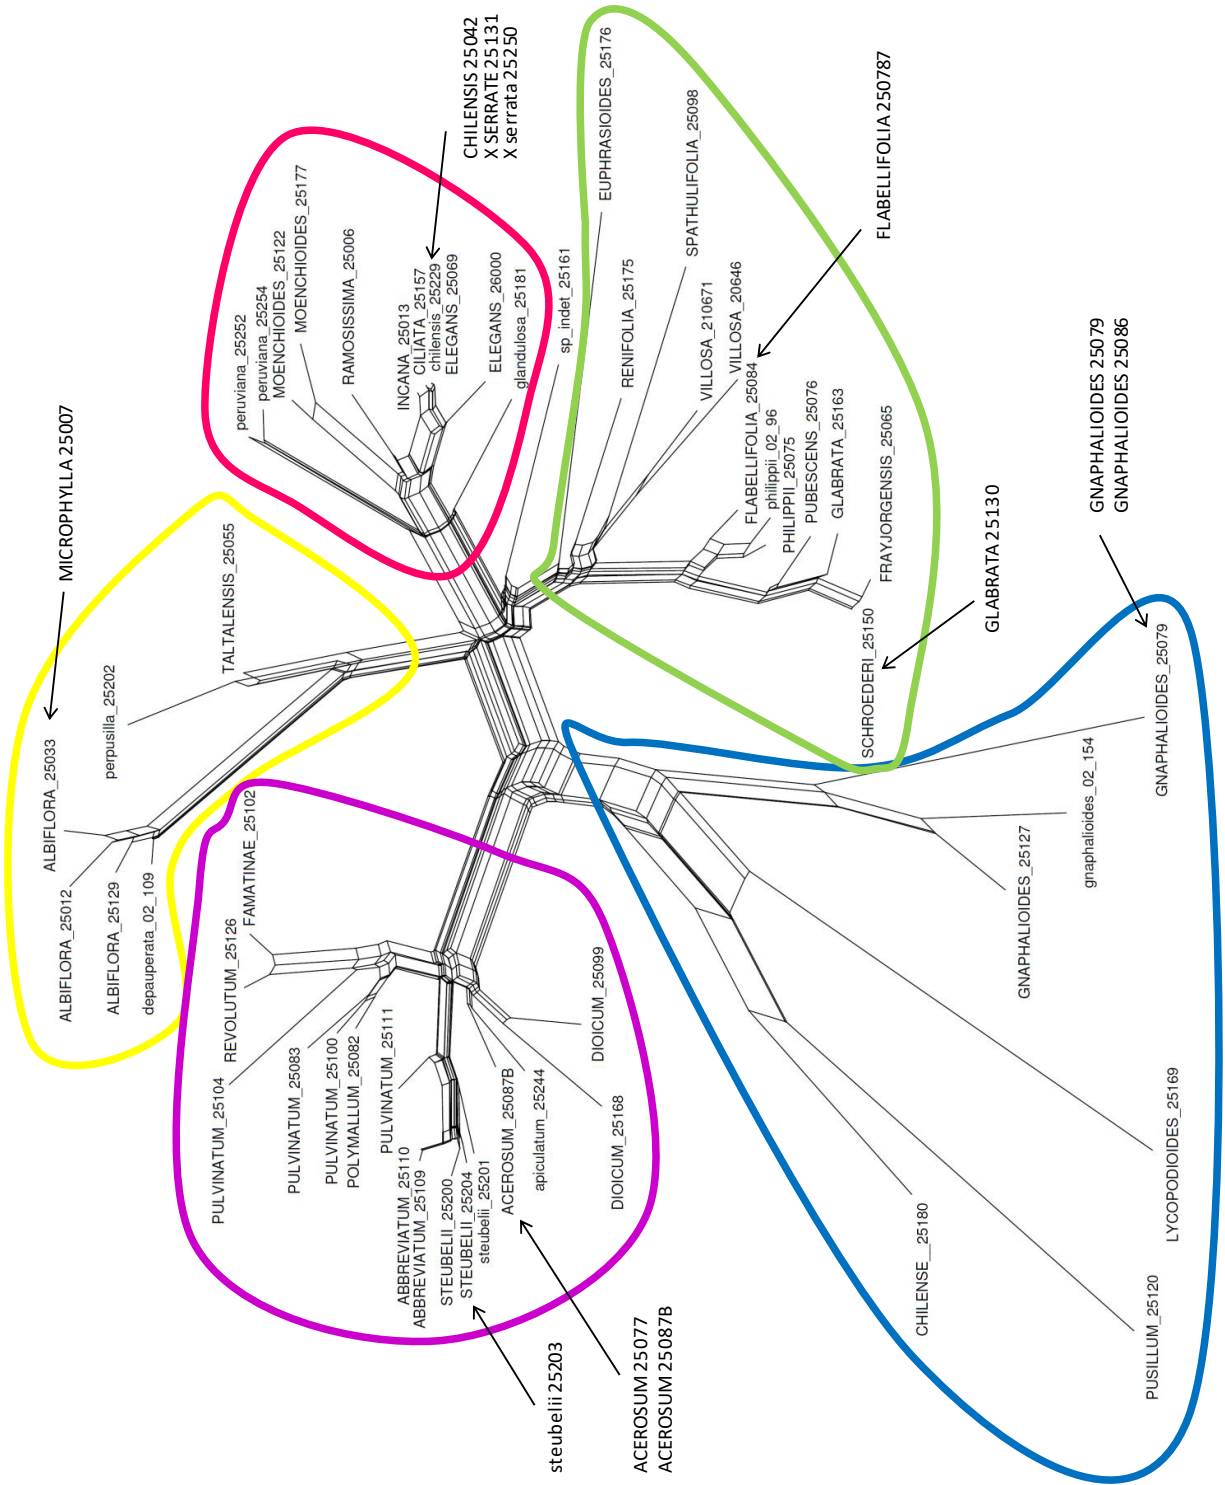 MICROPHYLLA 25007
ALBIFLORA_25033
ALBIFLORA_25012
ALBIFLORA_25129
depauperata_02_109
perpusilla_25202
TALTALENSIS_25055
peruviana_25252
peruviana_25254
MOENCHIOIDES_25122
MOENCHIOIDES_25177
RAMOSISSIMA_25006
INCANA_25013
CILIATA_25157
chilensis_25229
ELEGANS_25069
ELEGANS_26000
glandulosa_25181
CHILENSIS 25042
X SERRATE 25131
X serrata 25250
sp_indet_25161
EUPHRASIOIDES_25176
RENIFOLIA_25175
SPATHULIFOLIA_25098
VILLOSA_210671
VILLOSA_20646
FLABELLIFOLIA_25084
philippii_02_96
PHILIPPII_25075
PUBESCENS_25076
GLABRATA_25163
FRAYJORGENSIS_25065
SCHROEDERI_25150
FLABELLIFOLIA 250787
GLABRATA 25130
GNAPHALIOIDES 25079
GNAPHALIOIDES 25086
GNAPHALIOIDES_25079
gnaphalioides_02_154
GNAPHALIOIDES_25127
LYCOPODIOIDES_25169
PUSILLUM_25120
CHILENSE__25180
FAMATINAE_25102
REVOLUTUM_25126
PULVINATUM_25104
PULVINATUM_25083
PULVINATUM_25100
POLYMALLUM_25082
PULVINATUM_25111
ABBREVIATUM_25110
ABBREVIATUM_25109
STEUBELII_25200
STEUBELII_25204
steubelii_25201
ACEROSUM_25087B
apiculatum_25244
DIOICUM_25168
DIOICUM_25099
steubelii 25203
ACEROSUM 25077
ACEROSUM 25087B